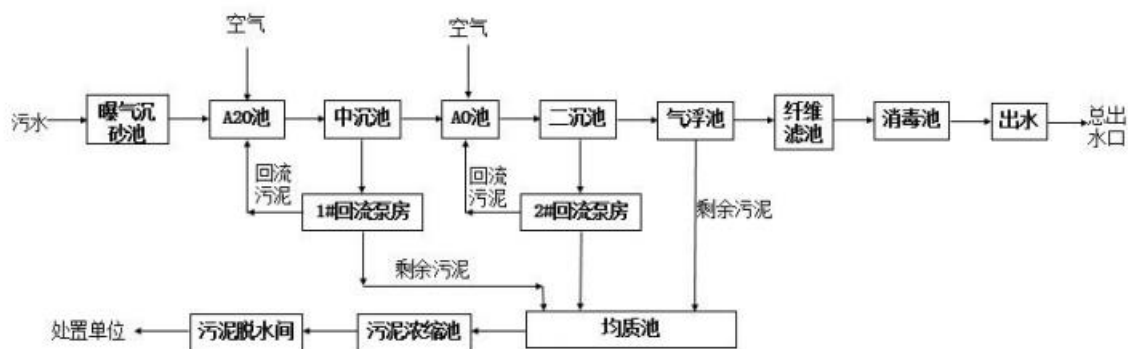 空气
空气
污水
曝气沉
砂池
A2O池
中沉池
AO池
二沉池
气浮池
纤维
滤池
消毒池
出水
总出
水口
回流
污泥
1#回流泵房
回流
污泥
2#回流泵房
剩余污泥
剩余污泥
处置单位
污泥脱水间
污泥浓缩池
均质池